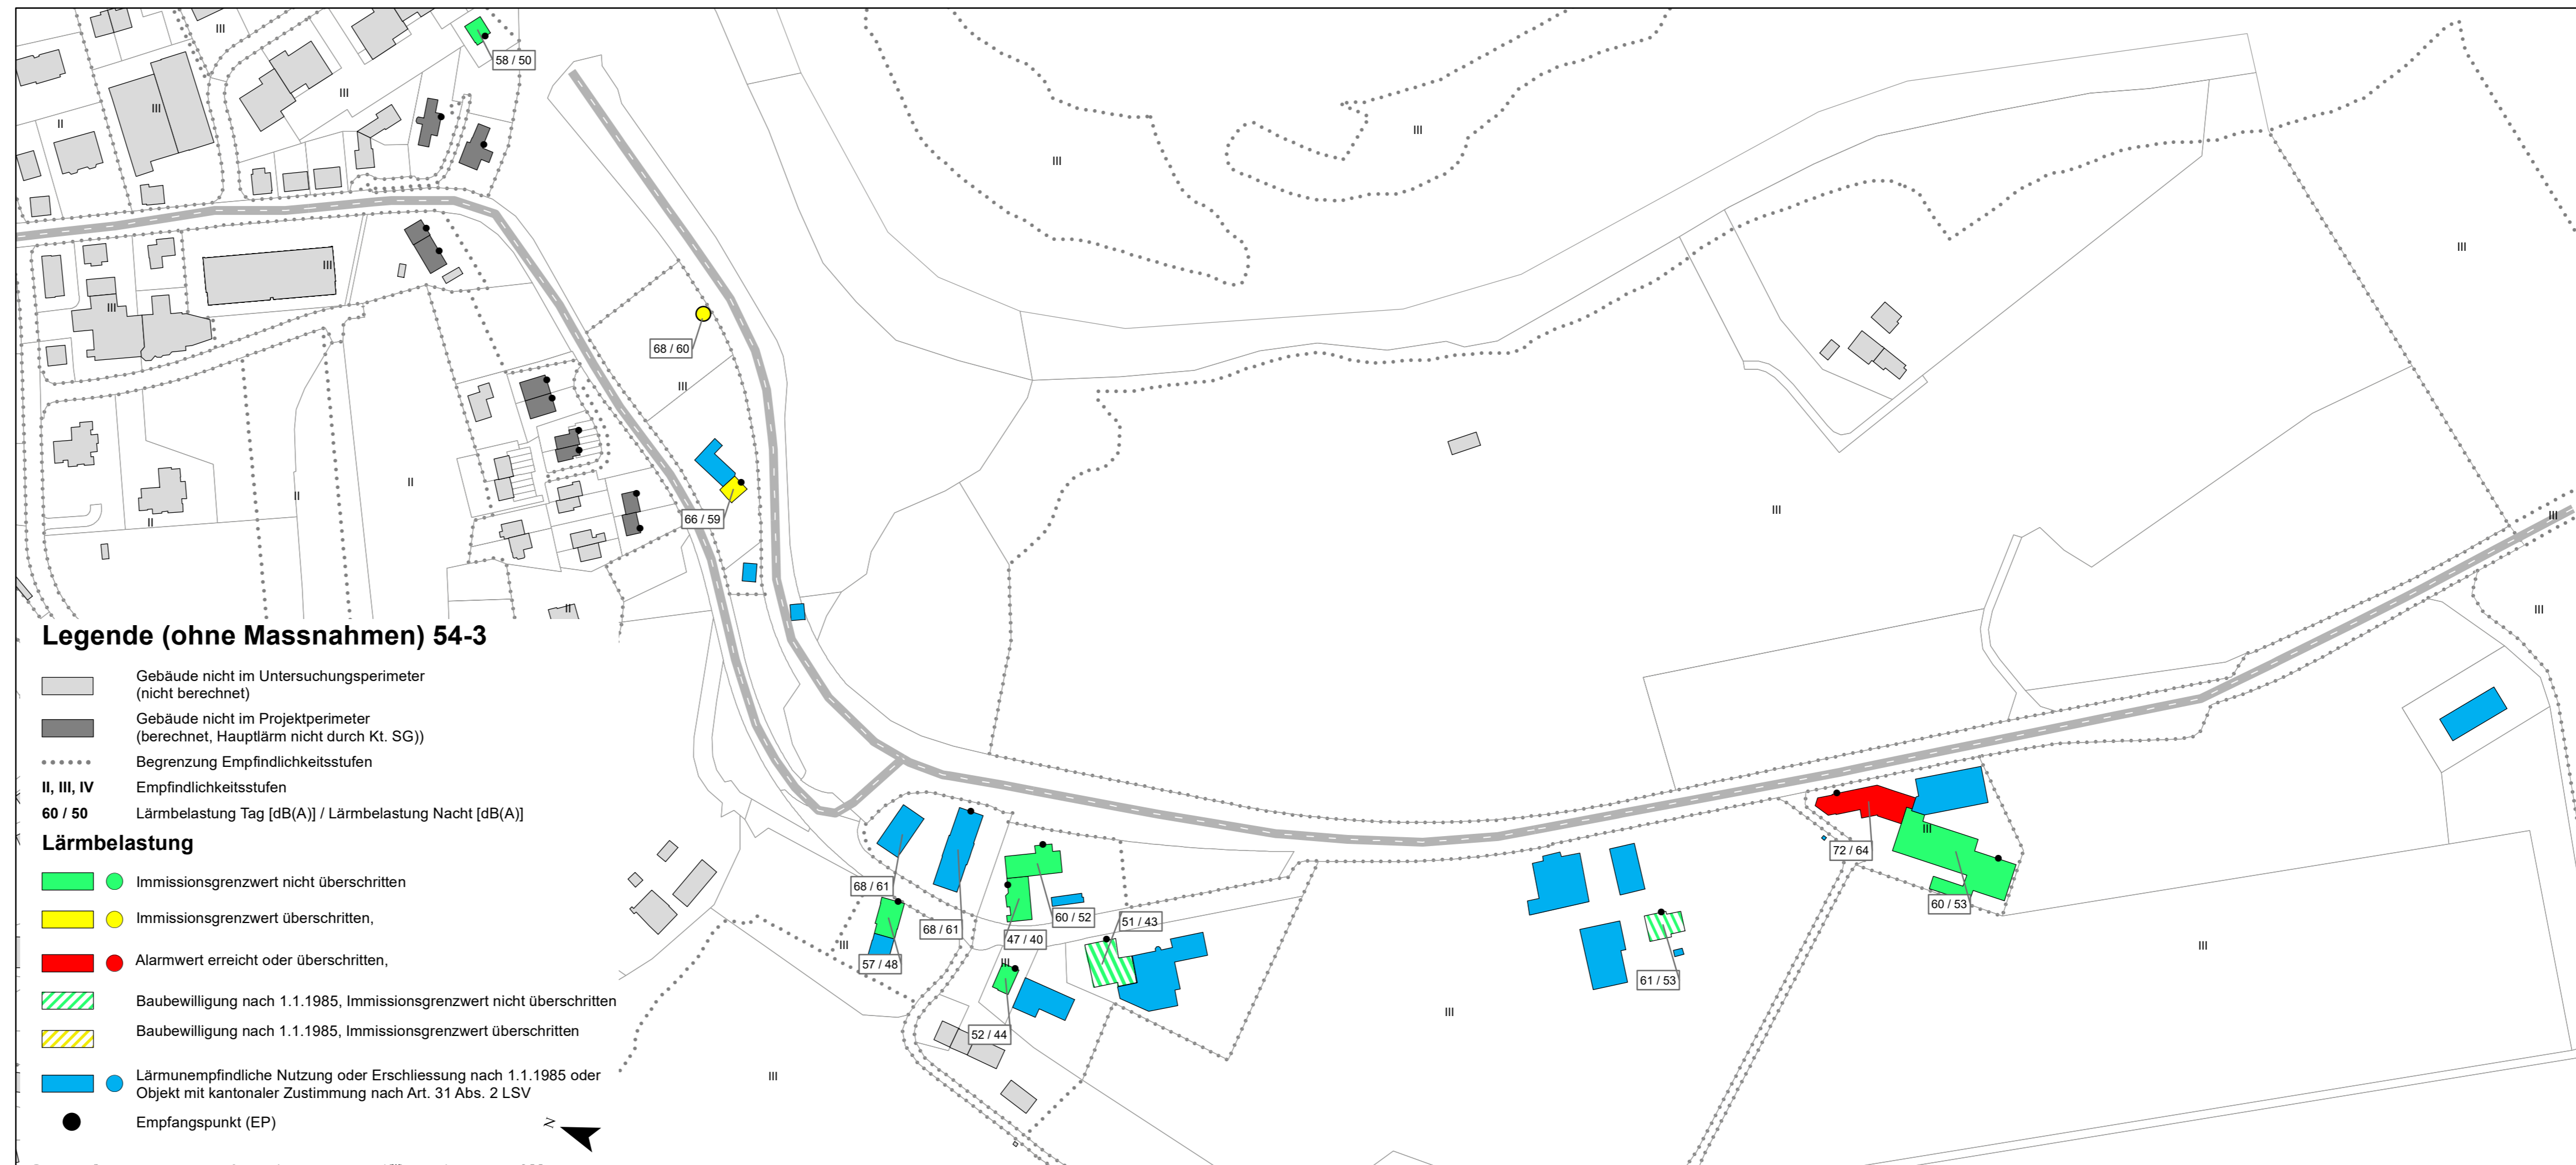 III
58 / 50
III
III
II
III
III
III
III
III
III
68 / 60
III
II
II
III
II
66 / 59
III
II
III
Legende (ohne Massnahmen) 54-3
Gebäude nicht im Untersuchungsperimeter
(nicht berechnet)
Gebäude nicht im Projektperimeter
(berechnet, Hauptlärm nicht durch Kt. SG))
Begrenzung Empfindlichkeitsstufen
II, III, IV Empfindlichkeitsstufen
60 / 50 Lärmbelastung Tag [dB(A)] / Lärmbelastung Nacht [dB(A)]
Lärmbelastung
Immissionsgrenzwert nicht überschritten
Immissionsgrenzwert überschritten,
Alarmwert erreicht oder überschritten,
Baubewilligung nach 1.1.1985, Immissionsgrenzwert nicht überschritten
Baubewilligung nach 1.1.1985, Immissionsgrenzwert überschritten
Lärmunempfindliche Nutzung oder Erschliessung nach 1.1.1985 oder
Objekt mit kantonaler Zustimmung nach Art. 31 Abs. 2 LSV
Empfangspunkt (EP)
N
III
72 / 64
68 / 61
60 / 53
60 / 52
51 / 43
68 / 61
47 / 40
III
III
57 / 48
III
61 / 53
III
52 / 44
III